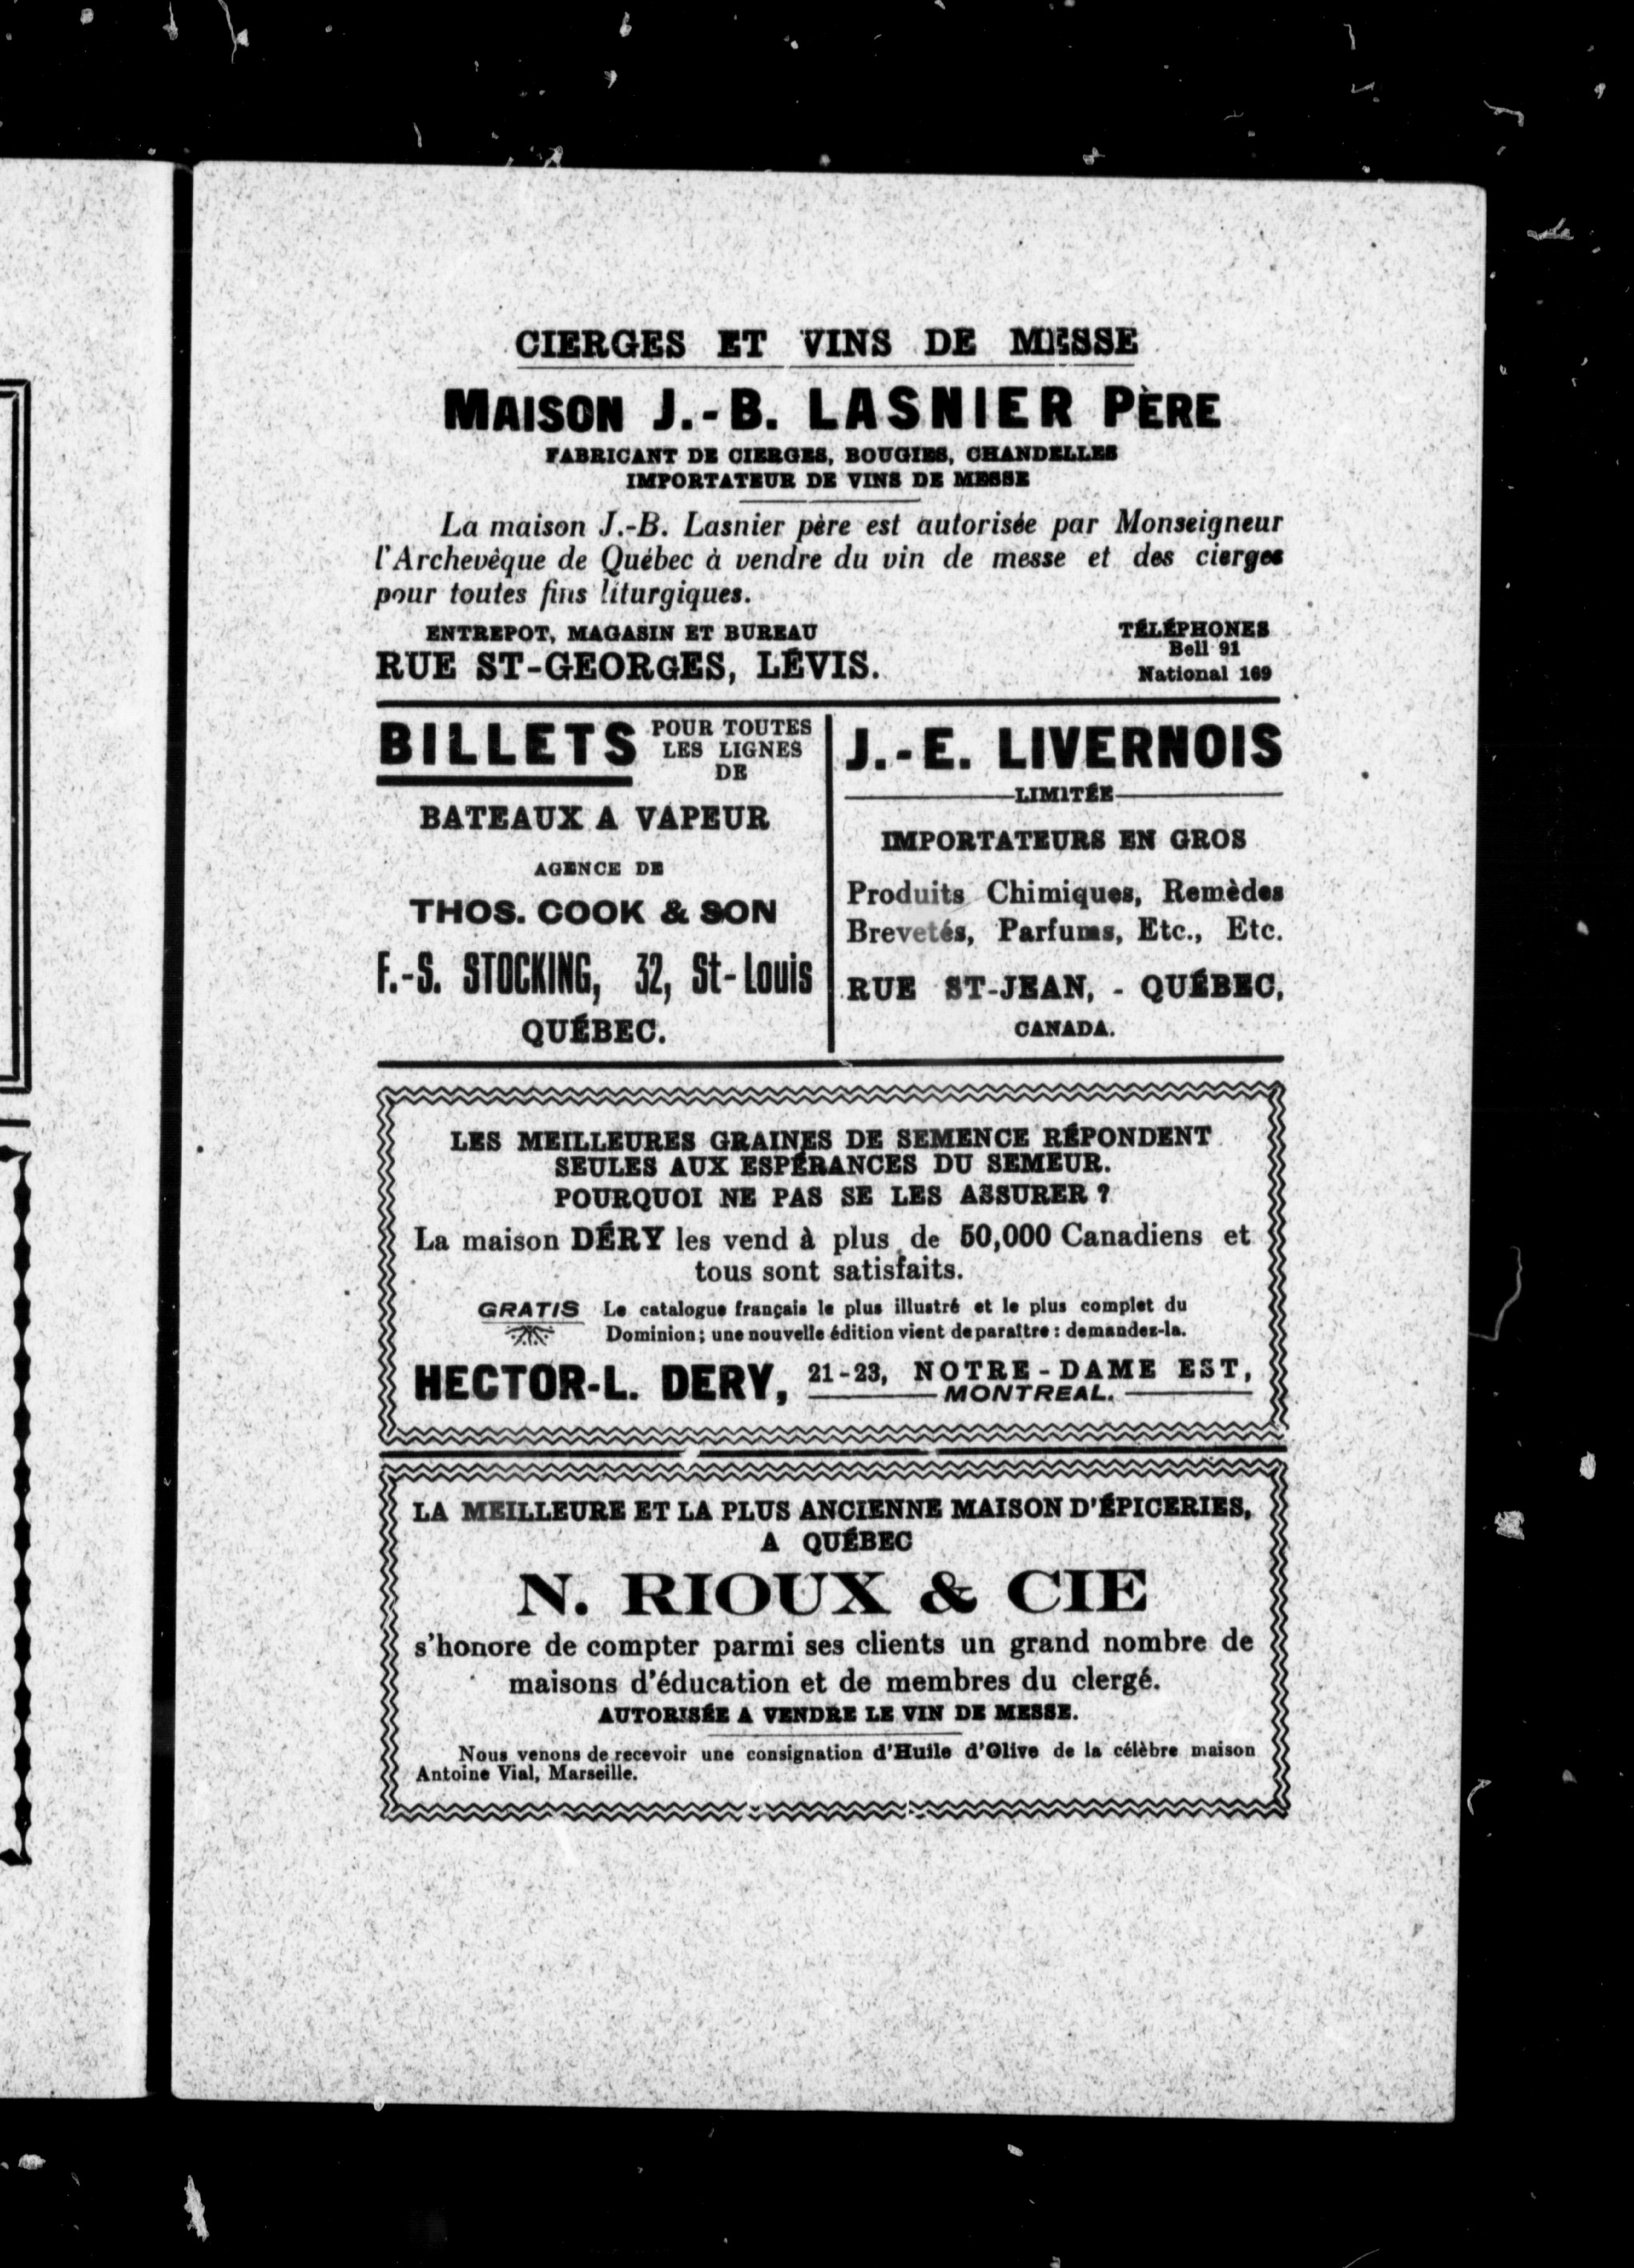 CIERGES ET VINS DE MESSE
MAISON J.-B. LASNIER PÈRE
FABRICANT DE CIERGES, BOUGIES, CHANDELLES
IMPORTATEUR DE VINS DE MESSE
La maison J.-B. Lasnier père est autorisée par Monseigneur
l'Archevêque de Québec à vendre du vin de messe et des cierges
pour toutes fins liturgiques.
ENTREPOT, MAGASIN ET BUREAU
RUE ST-GEORGES, LÉVIS.
TÉLÉPHONES
Bell 91
National 169
BILLETS POUR TOUTES
LES LIGNES
DE
BATEAUX A VAPEUR
AGENCE DE
THOS. COOK & SON
F.-S. STOCKING, 32, St-Louis
QUÉBEC.
J.-E. LIVERNOIS
LIMITÉE
IMPORTATEURS EN GROS
Produits Chimiques, Remèdes
Brevetés, Parfums, Etc., Etc.
RUE ST-JEAN, - QUÉBEC,
CANADA.
LES MEILLEURES GRAINES DE SEMENCE RÉPONDENT
SEULES AUX ESPÉRANCES DU SEMEUR.
POURQUOI NE PAS SE LES ASSURER ?
La maison DÉRY les vend à plus de 50,000 Canadiens et
tous sont satisfaits.
GRATIS Le catalogue français le plus illustré et le plus complet du
Dominion ; une nouvelle édition vient de paraître : demandez-la.
HECTOR-L. DERY, 21-23, NOTRE-DAME EST,
MONTREAL.
LA MEILLEURE ET LA PLUS ANCIENNE MAISON D'ÉPICERIES,
A QUÉBEC
N. RIOUX & CIE
s'honore de compter parmi ses clients un grand nombre de
maisons d'éducation et de membres du clergé.
AUTORISÉE A VENDRE LE VIN DE MESSE.
Nous venons de recevoir une consignation d'Huile d'Olive de la célèbre maison
Antoine Vial, Marseille.